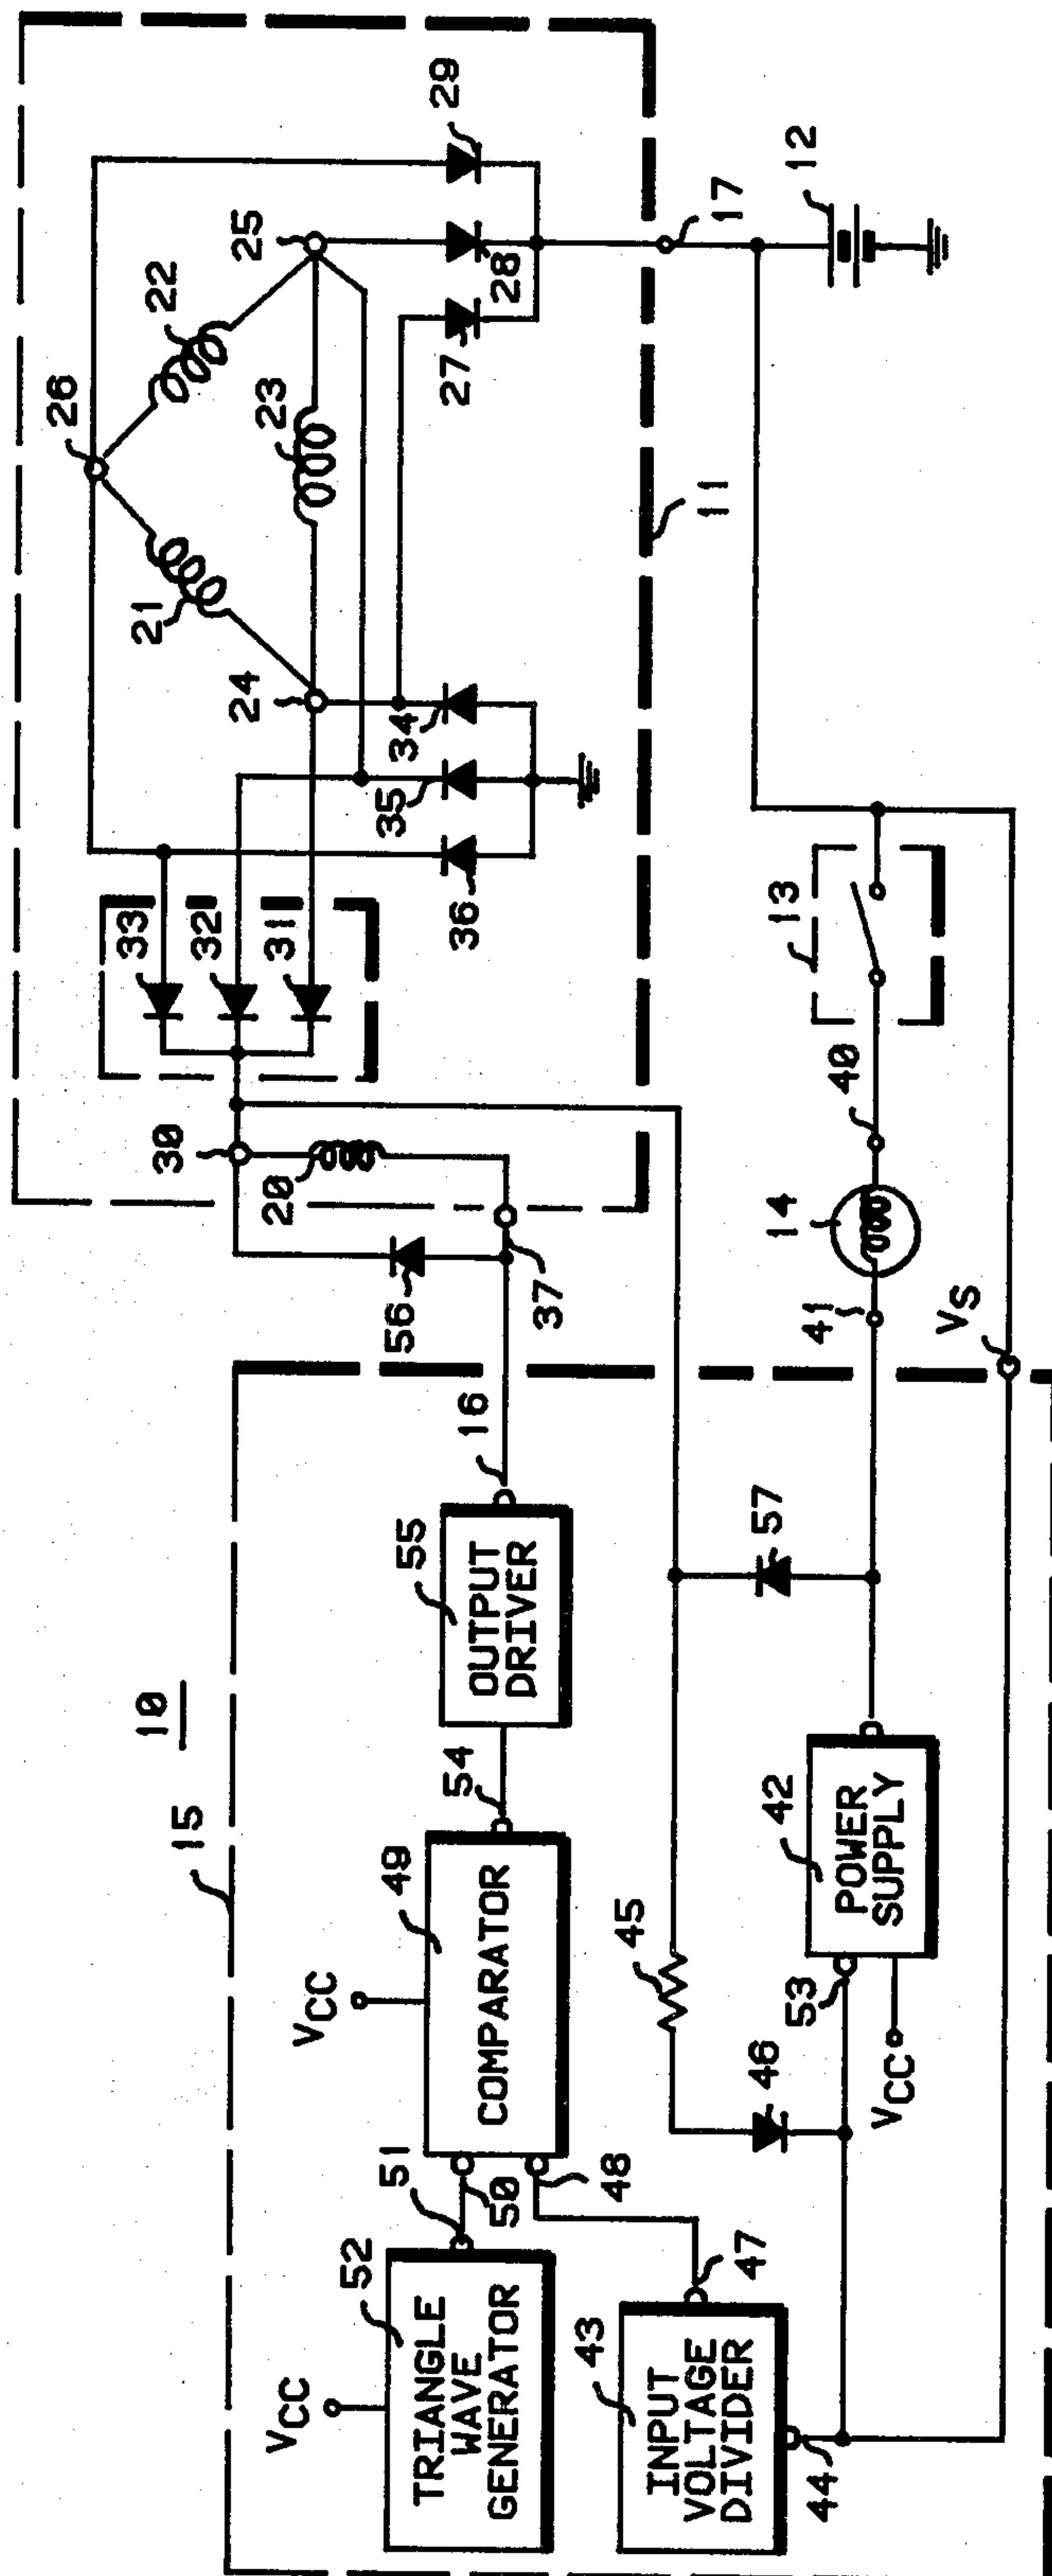 10
15
VCC
52
TRIANGLE
WAVE
GENERATOR
51
50
VCC
49
COMPARATOR
48
54
55
OUTPUT
DRIVER
16
43
INPUT
VOLTAGE
DIVIDER
47
44
45
46
53
VCC
42
POWER
SUPPLY
57
VS
41
14
40
13
56
37
30
20
33
32
31
36
35
34
24
21
26
22
25
23
27
28
29
11
17
12